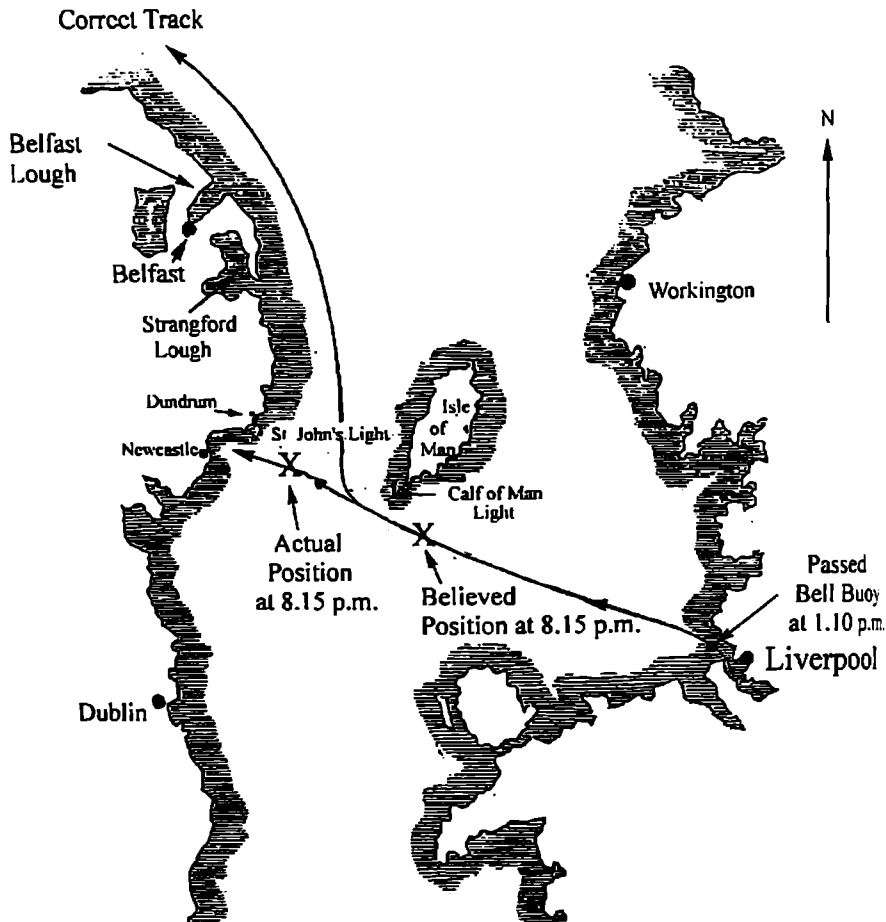 Correct Track
N
Belfast
Lough
Belfast
Workington
Strangford
Lough
Dundrum
St John's Light
Isle
of
Man
Newcastle
Calf of Man
Light
X
Actual
Position
at 8.15 p.m.
X
Believed
Position at 8.15 p.m.
Passed
Bell Buoy
at 1.10 p.m.
Liverpool
Dublin